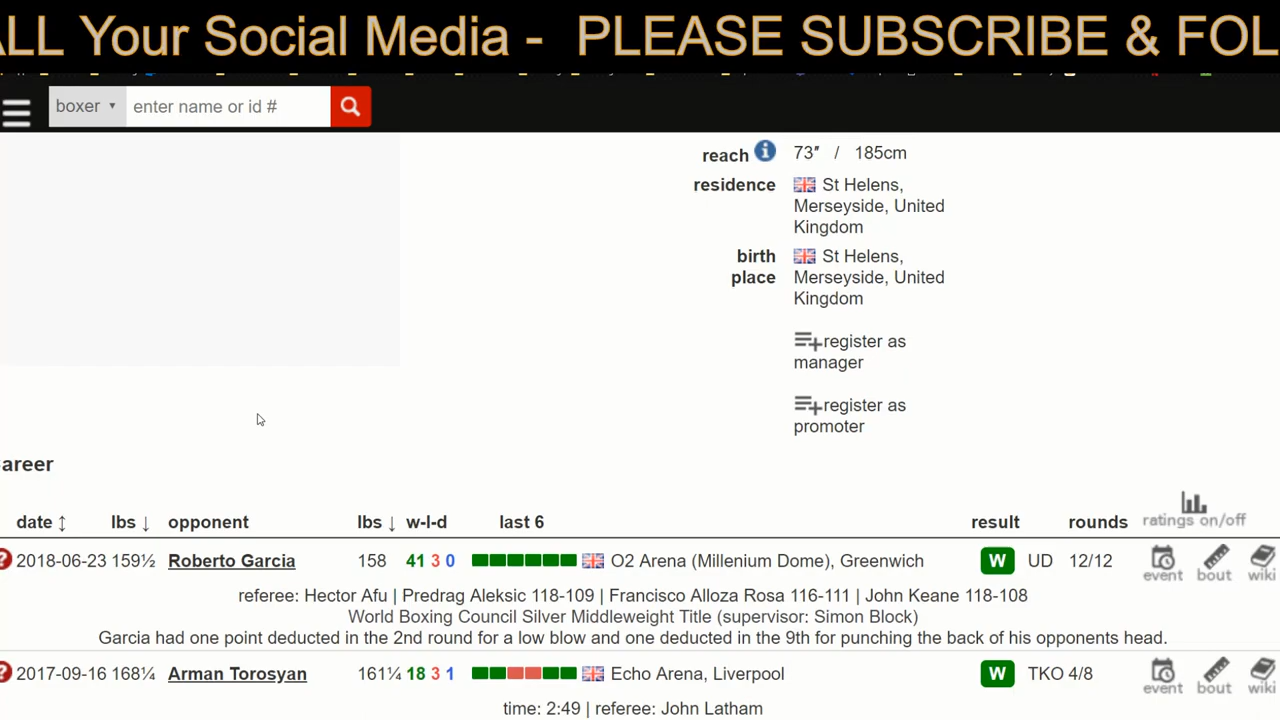 ALL Your Social Media - PLEASE SUBSCRIBE & FOL
boxer ▾ enter name or id #
reach 73″ / 185cm
residence St Helens,
Merseyside, United
Kingdom
birth place St Helens,
Merseyside, United
Kingdom
register as
manager
register as
promoter
areer
date ↕ lbs ↓ opponent lbs ↓ w-l-d last 6 result rounds ratings on/off
2018-06-23 159½ Roberto Garcia 158 41 3 0 O2 Arena (Millenium Dome), Greenwich W UD 12/12 event bout wiki
referee: Hector Afu | Predrag Aleksic 118-109 | Francisco Alloza Rosa 116-111 | John Keane 118-108
World Boxing Council Silver Middleweight Title (supervisor: Simon Block)
Garcia had one point deducted in the 2nd round for a low blow and one deducted in the 9th for punching the back of his opponents head.
2017-09-16 168¼ Arman Torosyan 161¼ 18 3 1 Echo Arena, Liverpool W TKO 4/8 event bout wiki
time: 2:49 | referee: John Latham